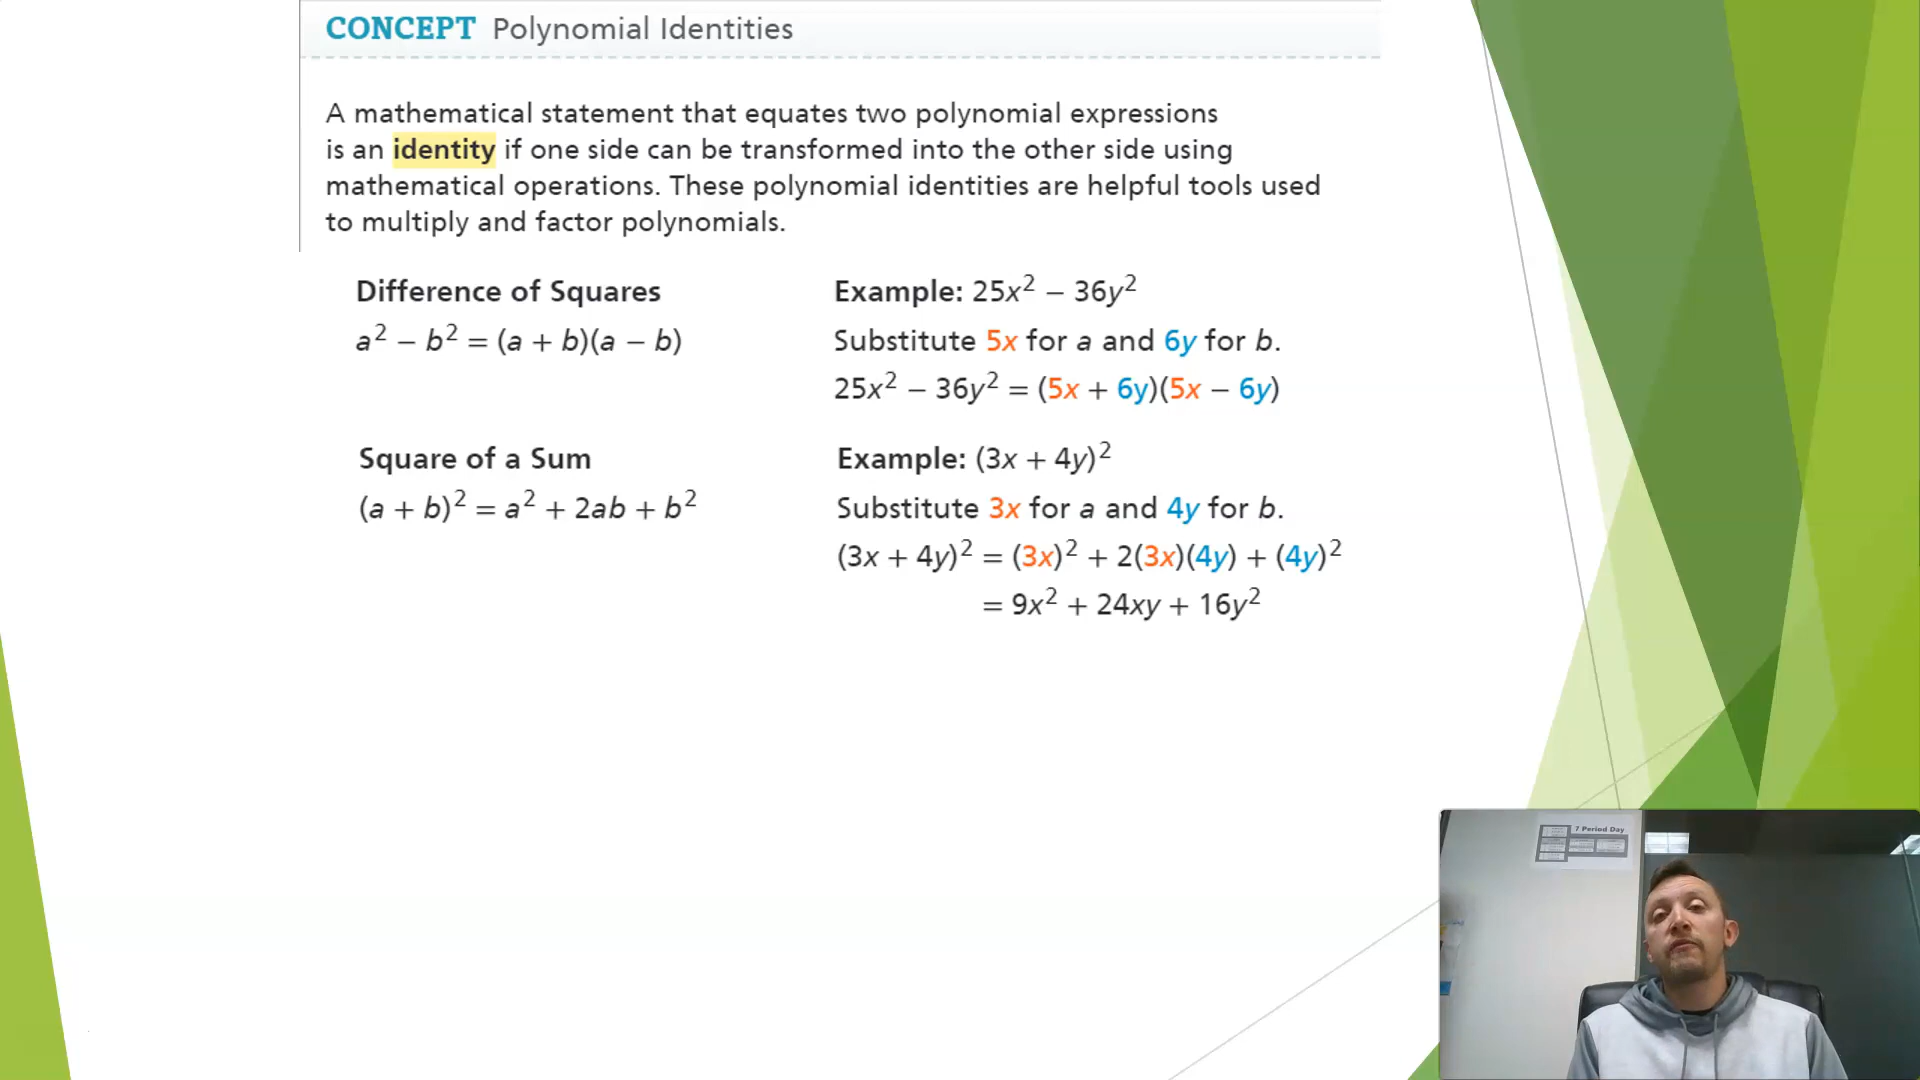 CONCEPT Polynomial Identities
A mathematical statement that equates two polynomial expressions
is an identity if one side can be transformed into the other side using
mathematical operations. These polynomial identities are helpful tools used
to multiply and factor polynomials.
Difference of Squares
a² – b² = (a + b)(a – b)
Example: 25x² – 36y²
Substitute 5x for a and 6y for b.
25x² – 36y² = (5x + 6y)(5x – 6y)
Square of a Sum
(a + b)² = a² + 2ab + b²
Example: (3x + 4y)²
Substitute 3x for a and 4y for b.
(3x + 4y)² = (3x)² + 2(3x)(4y) + (4y)²
= 9x² + 24xy + 16y²
7 Period Day